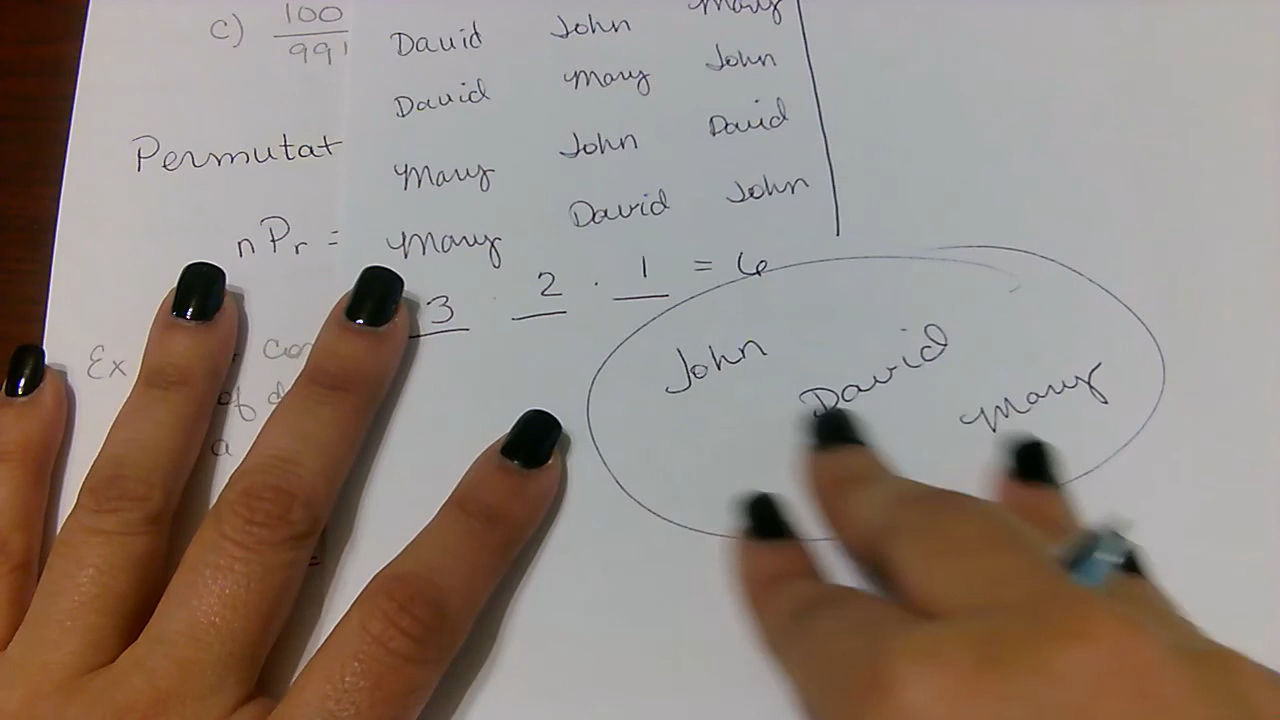 c) 100
99!
David John Mary
David Mary John
Mary John David
Permutat
Mary David John
nPr =
3 · 2 · 1 = 6
John David Mary
Ex
of d
a